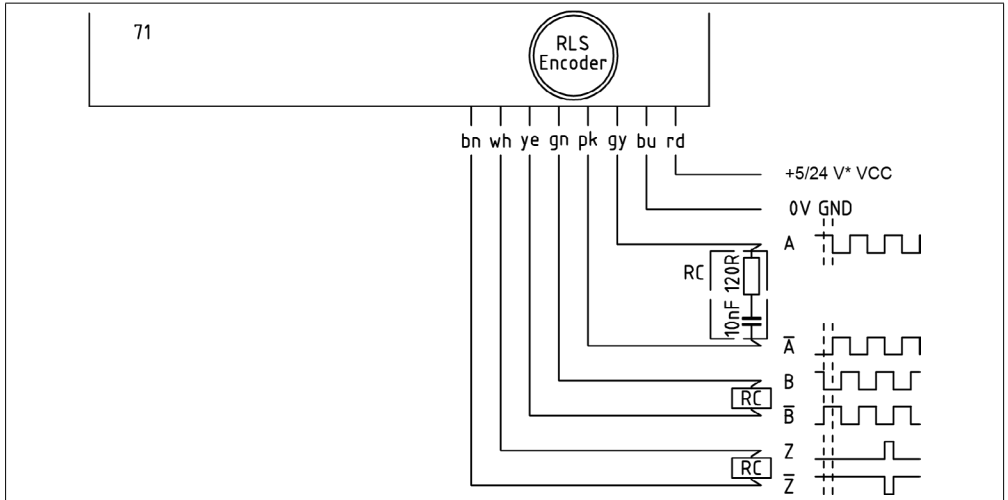 71
RLS
Encoder
bn wh ye gn pk gy bu rd
+5/24 V* VCC
0V GND
A
RC
120R
10nF
A̅
B
RC
B̅
Z
RC
Z̅